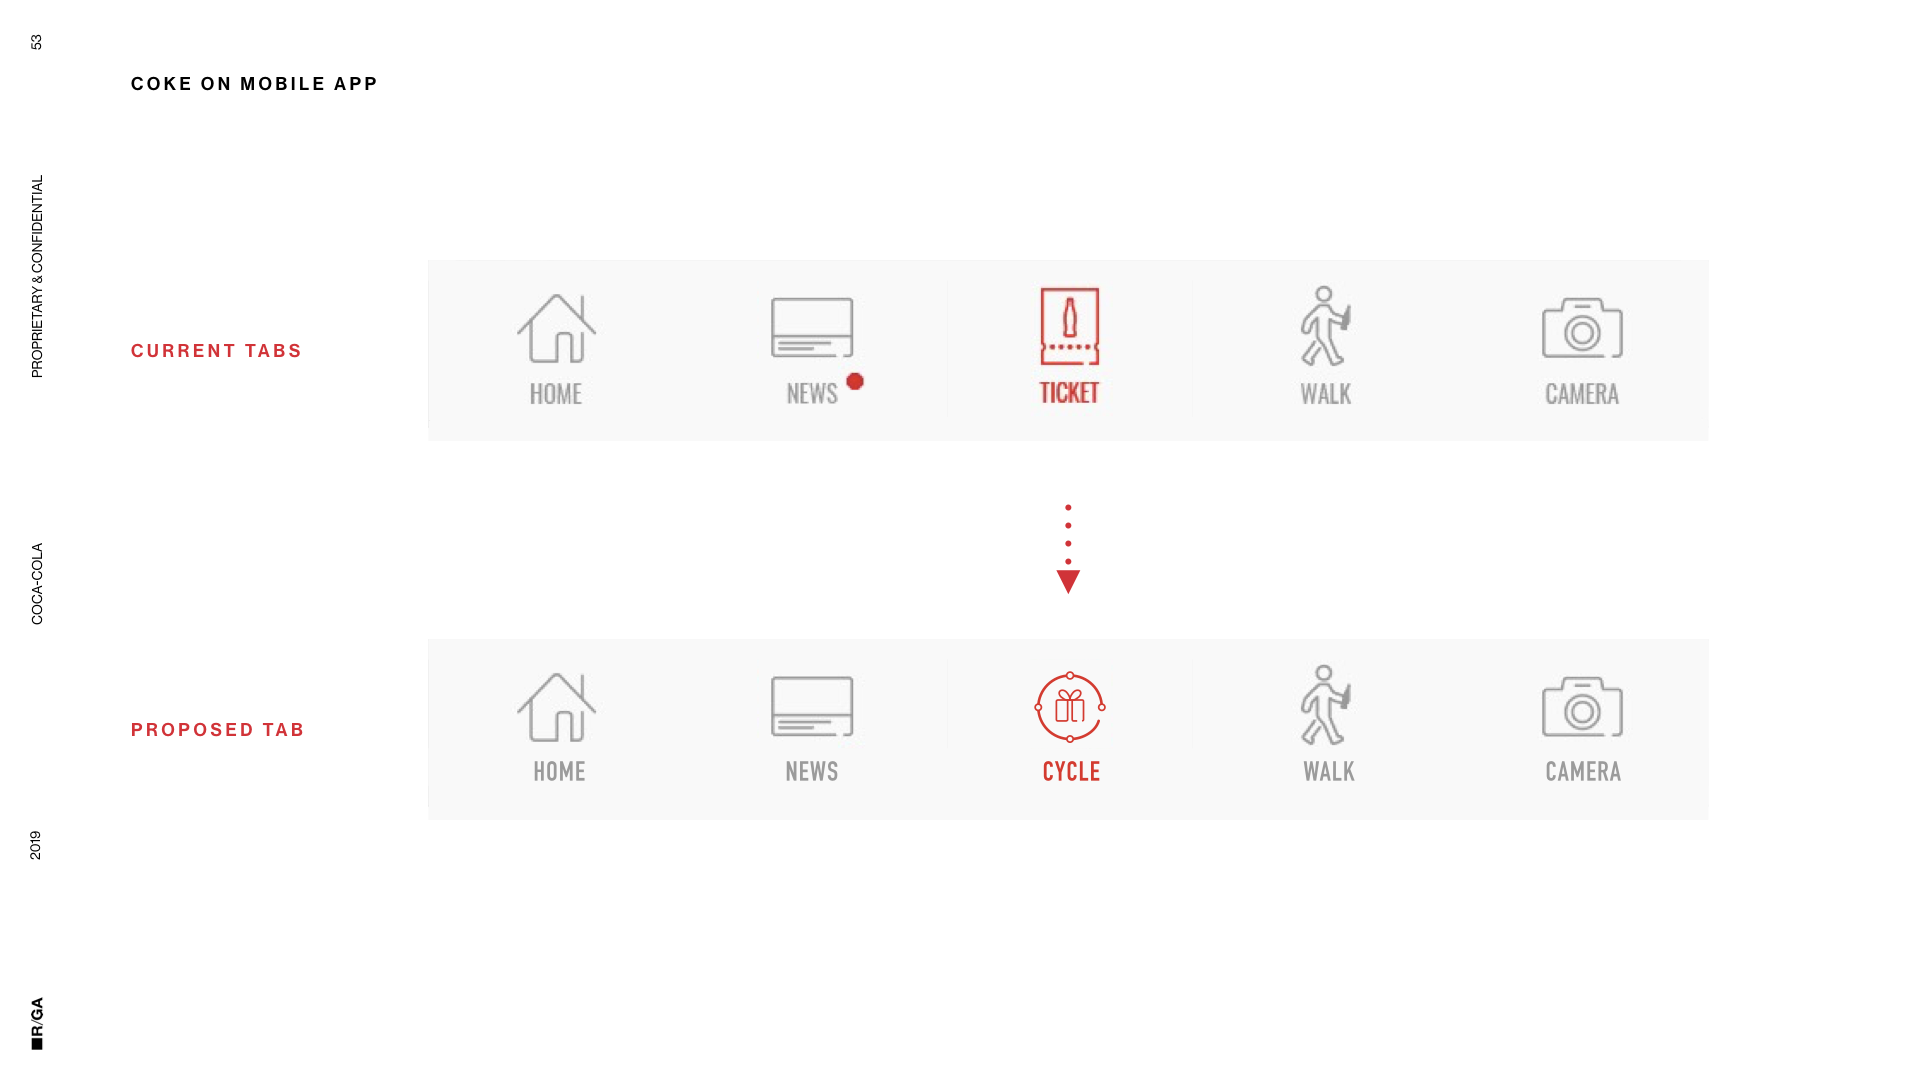 53
PROPRIETARY & CONFIDENTIAL
COCA-COLA
2019
R/GA
COKE ON MOBILE APP
CURRENT TABS
HOME NEWS TICKET WALK CAMERA
PROPOSED TAB
HOME NEWS CYCLE WALK CAMERA